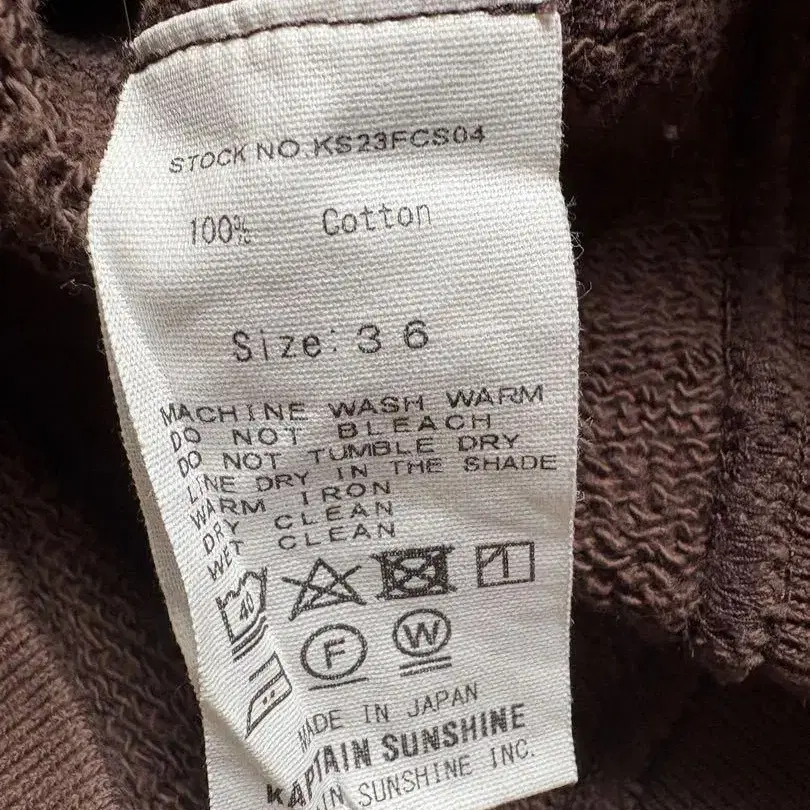 STOCK NO.KS23FCS04
100% Cotton
Size: 36
MACHINE WASH WARM
DO NOT BLEACH
DO NOT TUMBLE DRY
LINE DRY IN THE SHADE
WARM IRON
DRY CLEAN
WET CLEAN
40
F W
MADE IN JAPAN
KAPTAIN SUNSHINE
IN SUNSHINE INC.